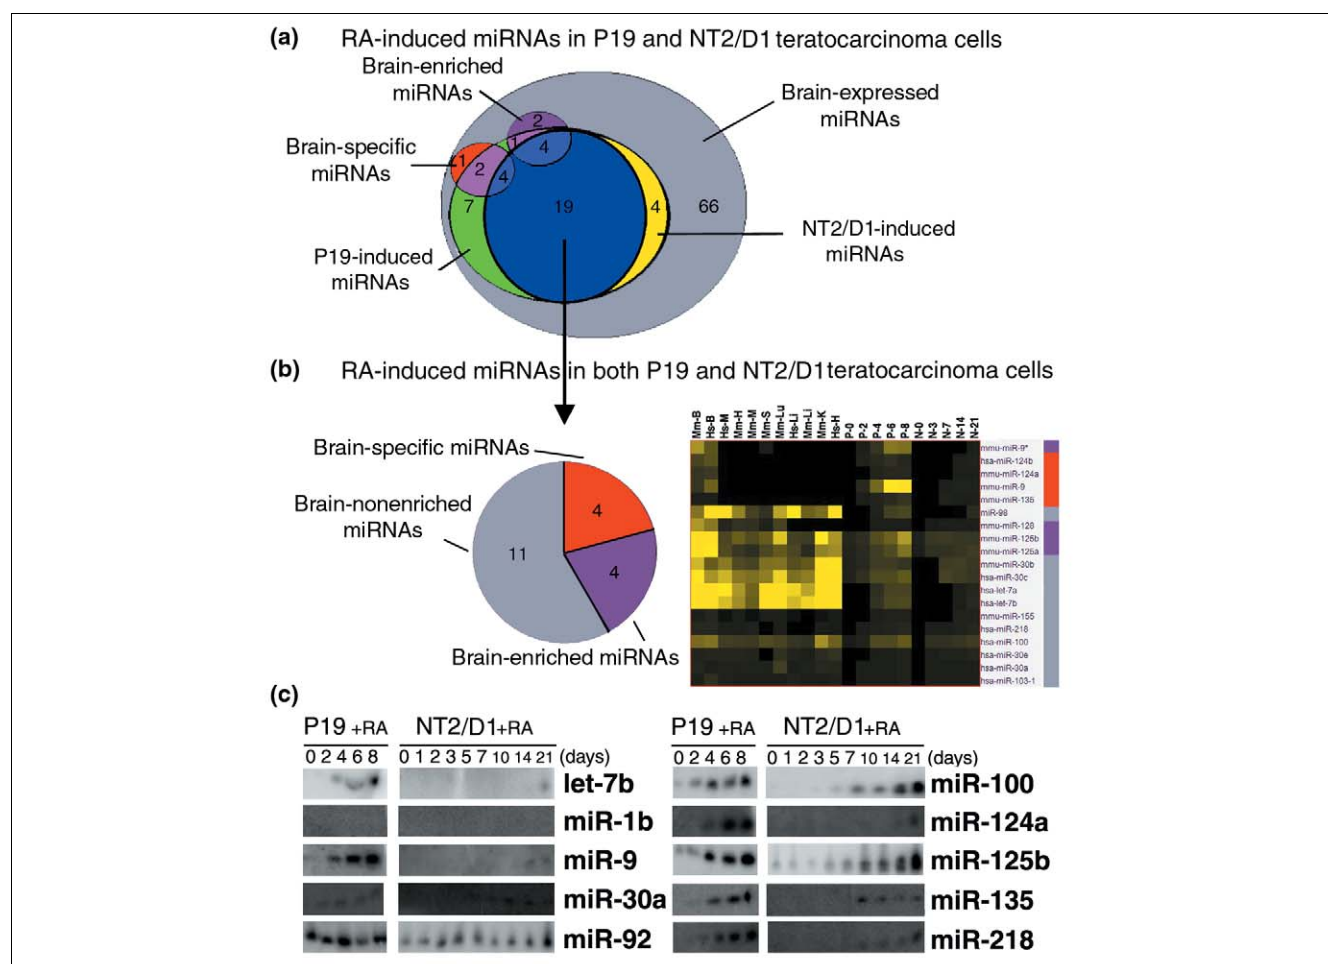 (a) RA-induced miRNAs in P19 and NT2/D1 teratocarcinoma cells
Brain-enriched
miRNAs
Brain-expressed
miRNAs
Brain-specific
miRNAs
P19-induced
miRNAs
NT2/D1-induced
miRNAs
2
1
4
1
2
4
7
19
4
66
(b) RA-induced miRNAs in both P19 and NT2/D1 teratocarcinoma cells
Brain-specific miRNAs
Brain-nonenriched
miRNAs
Brain-enriched miRNAs
4
11
4
Mm-B Hs-B Hs-M Mm-H Mm-M Mm-S Mm-Lu Hs-Li Mm-Li Mm-K Hs-H P-0 P-2 P-4 P-6 P-8 N-0 N-3 N-7 N-14 N-21
mmu-miR-9*
hsa-miR-124b
mmu-miR-124a
mmu-miR-9
mmu-miR-135
miR-98
mmu-miR-128
mmu-miR-125b
mmu-miR-125a
mmu-miR-30b
hsa-miR-30c
hsa-let-7a
hsa-let-7b
mmu-miR-155
hsa-miR-218
hsa-miR-100
hsa-miR-30e
hsa-miR-30a
hsa-miR-103-1
(c)
P19 +RA NT2/D1+RA
0 2 4 6 8 0 1 2 3 5 7 10 14 21 (days)
let-7b
miR-1b
miR-9
miR-30a
miR-92
P19 +RA NT2/D1+RA
0 2 4 6 8 0 1 2 3 5 7 10 14 21 (days)
miR-100
miR-124a
miR-125b
miR-135
miR-218